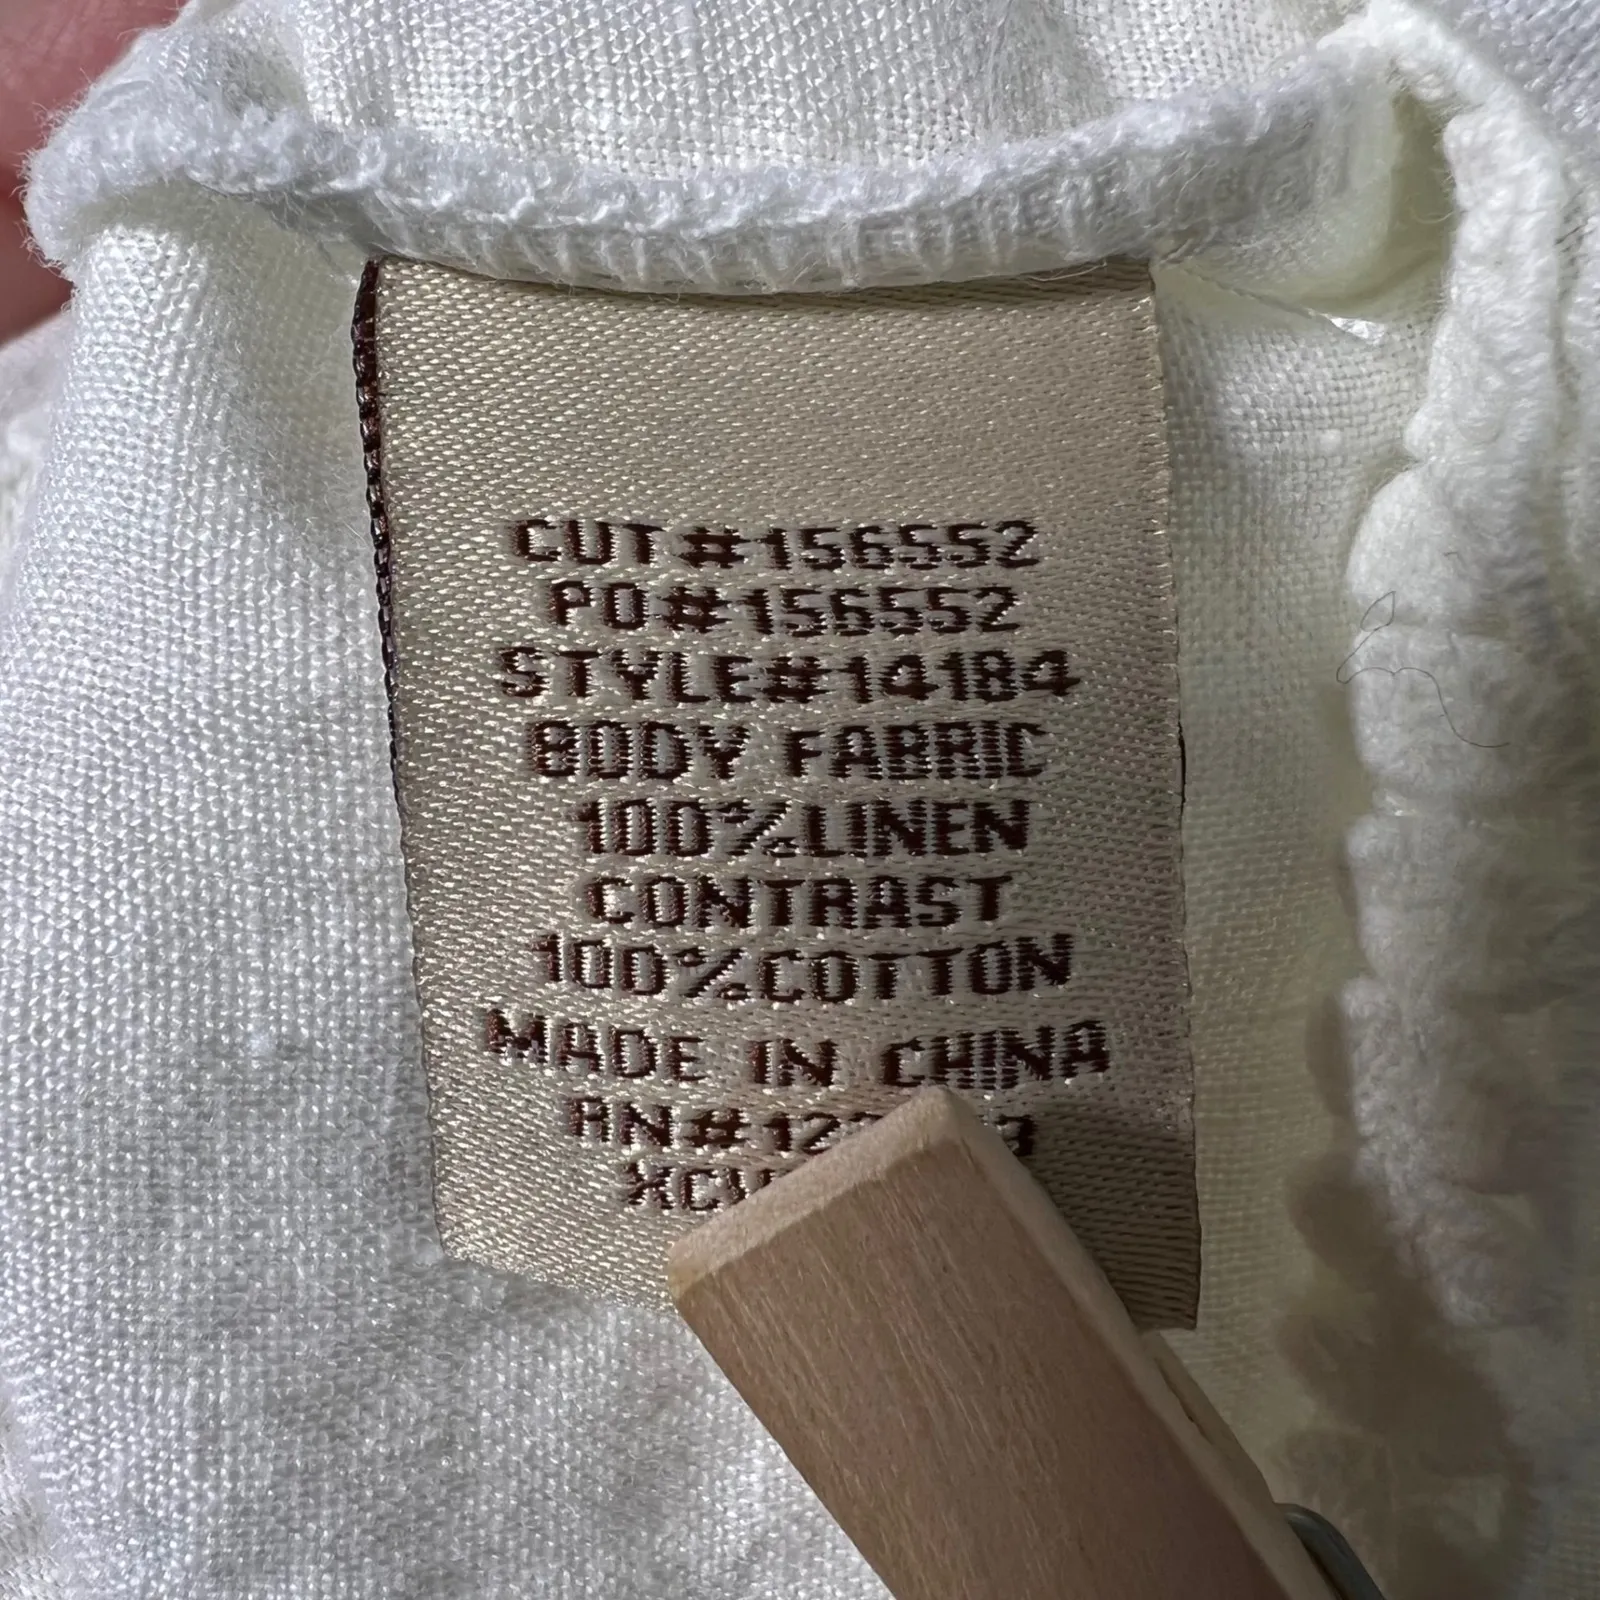 CUT#156552
PO#156552
STYLE#14184
BODY FABRIC
100%LINEN
CONTRAST
100%COTTON
MADE IN CHINA